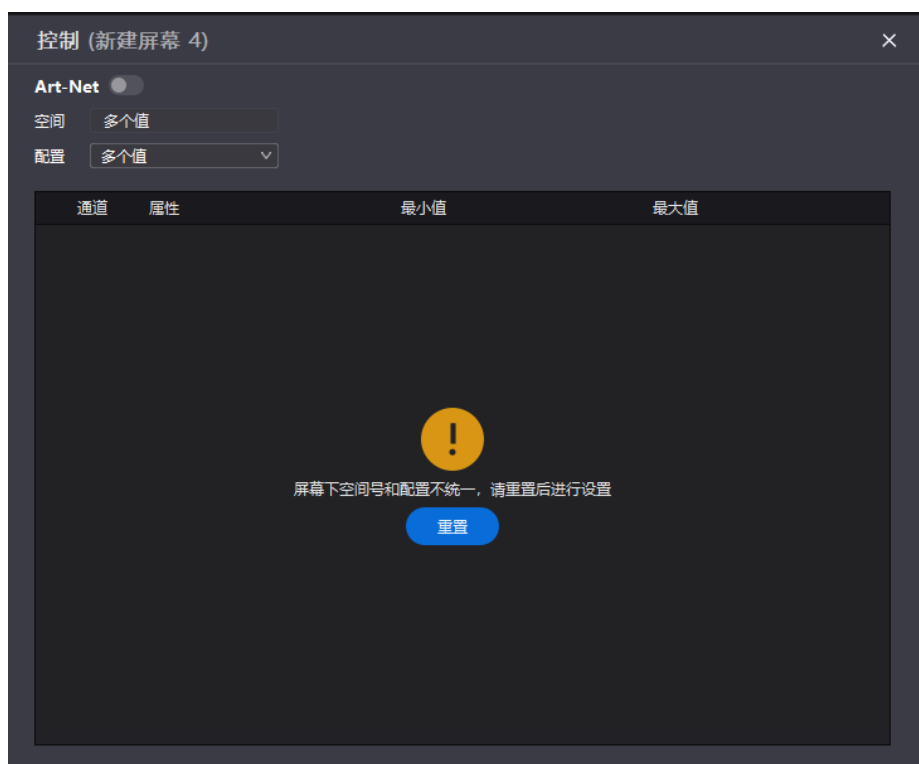 控制 (新建屏幕 4)
Art-Net
空间 多个值
配置 多个值
通道 属性 最小值 最大值
屏幕下空间号和配置不统一，请重置后进行设置
重置